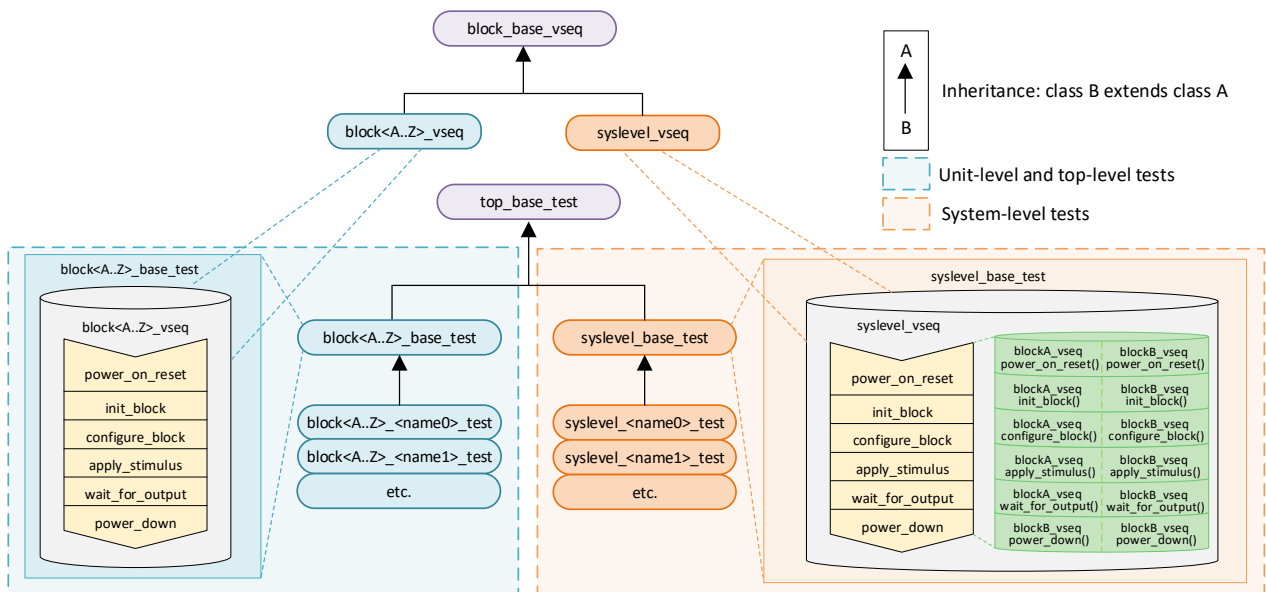 block_base_vseq
A
B
Inheritance: class B extends class A
block<A..Z>_vseq
syslevel_vseq
Unit-level and top-level tests
System-level tests
top_base_test
block<A..Z>_base_test
block<A..Z>_vseq
power_on_reset
init_block
configure_block
apply_stimulus
wait_for_output
power_down
block<A..Z>_base_test
block<A..Z>_<name0>_test
block<A..Z>_<name1>_test
etc.
syslevel_base_test
syslevel_<name0>_test
syslevel_<name1>_test
etc.
syslevel_base_test
syslevel_vseq
power_on_reset
init_block
configure_block
apply_stimulus
wait_for_output
power_down
blockA_vseq
power_on_reset()
blockB_vseq
power_on_reset()
blockA_vseq
init_block()
blockB_vseq
init_block()
blockA_vseq
configure_block()
blockB_vseq
configure_block()
blockA_vseq
apply_stimulus()
blockB_vseq
apply_stimulus()
blockA_vseq
wait_for_output()
blockB_vseq
wait_for_output()
blockB_vseq
power_down()
blockB_vseq
power_down()